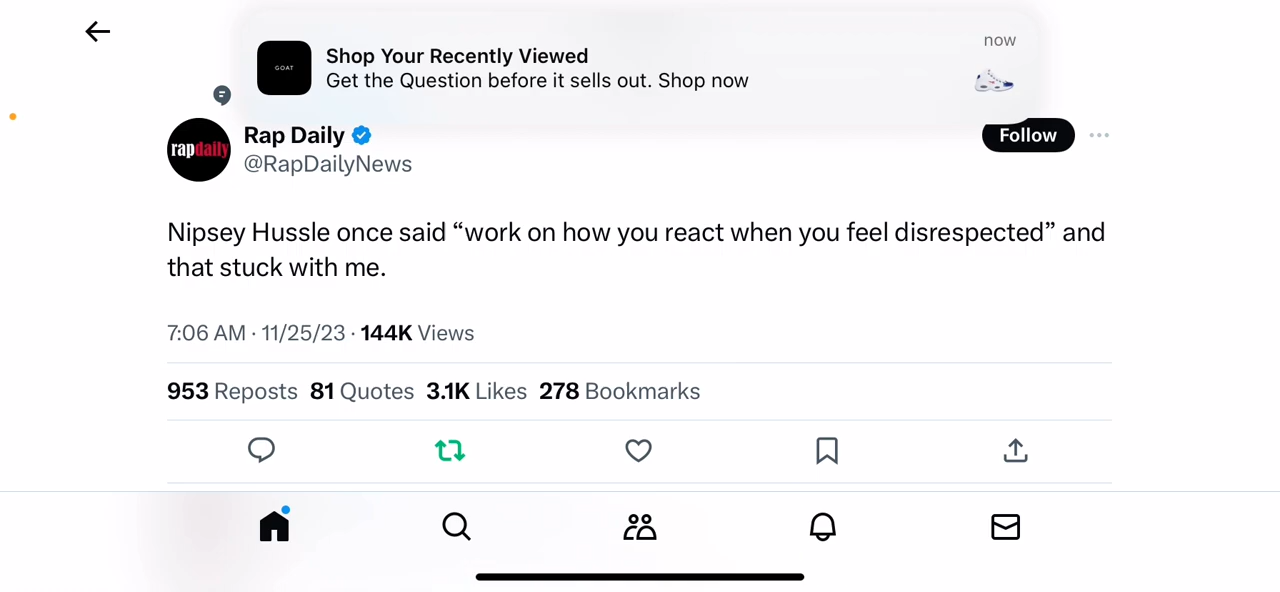 Shop Your Recently Viewed
now
GOAT
Get the Question before it sells out. Shop now
Rap Daily
Follow
rapdaily
@RapDailyNews
Nipsey Hussle once said “work on how you react when you feel disrespected” and
that stuck with me.
7:06 AM · 11/25/23 · 144K Views
953 Reposts 81 Quotes 3.1K Likes 278 Bookmarks